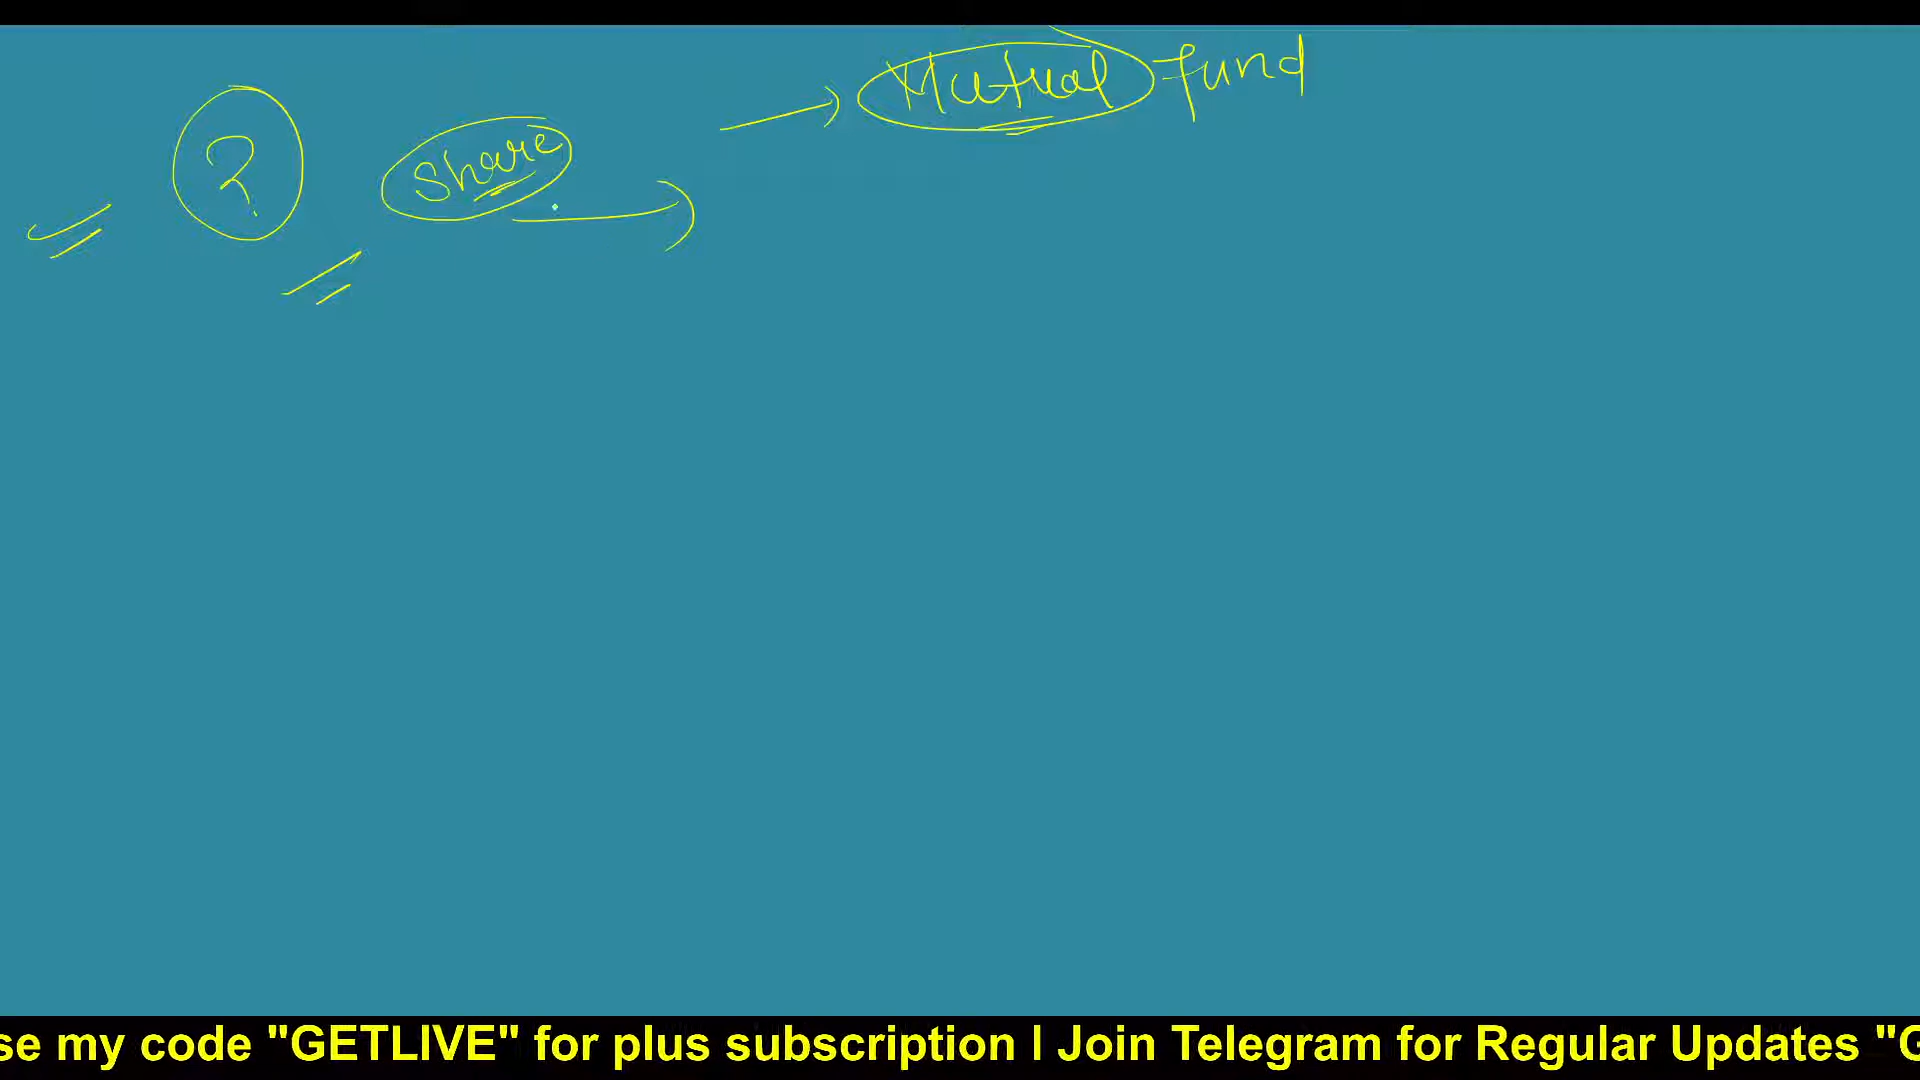 Mutual fund
?
Share
se my code "GETLIVE" for plus subscription I Join Telegram for Regular Updates "G